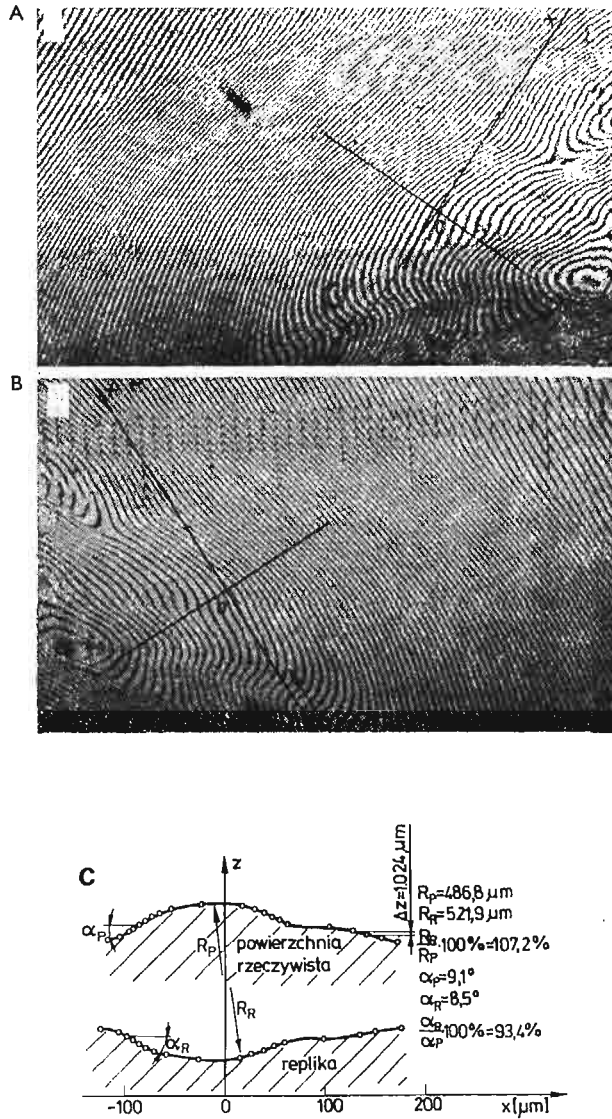 A
B
C
z
Δz=1.024 μm
α_P
R_P
powierzchnia
rzeczywista
R_R
α_R
replika
R_P=486,8 μm
R_R=521,9 μm
R_R/R_P 100%=107,2%
α_P=9,1°
α_R=8,5°
α_R/α_P 100%=93,4%
-100 0 100 200 x[μm]